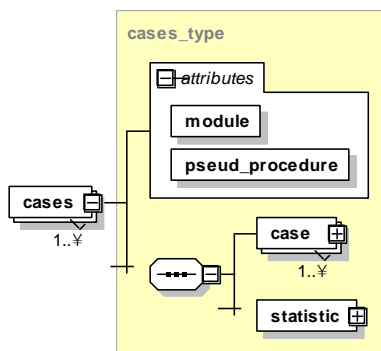 cases_type
attributes
module
pseud_procedure
cases
1..¥
case
1..¥
statistic